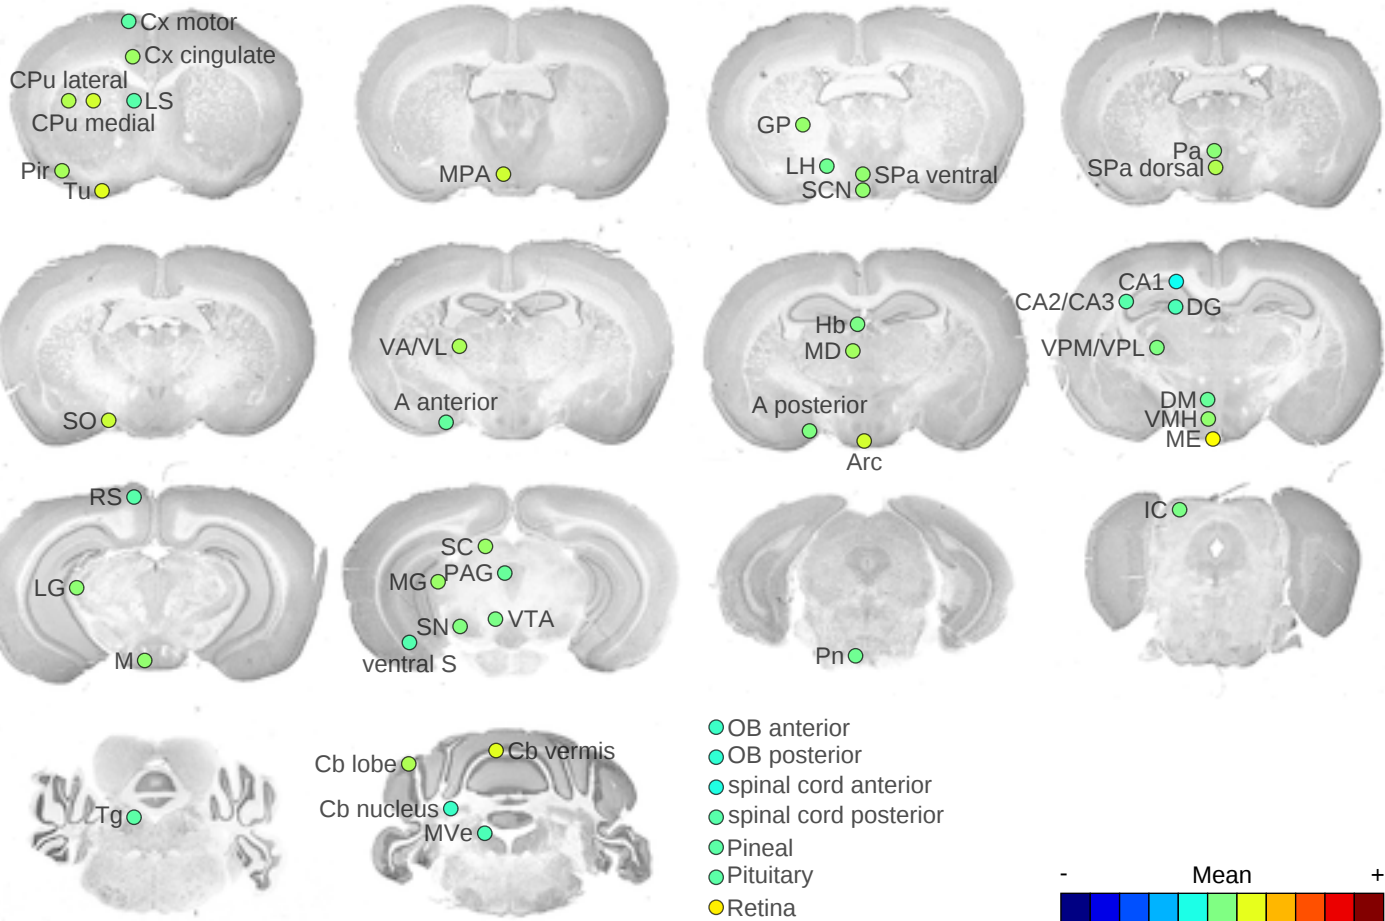 Cx motor
Cx cingulate
CPu lateral
LS
CPu medial
Pir
Tu
MPA
GP
LH
SPa ventral
SCN
Pa
SPa dorsal
SO
VA/VL
A anterior
Hb
MD
A posterior
Arc
CA1
CA2/CA3
DG
VPM/VPL
DM
VMH
ME
RS
LG
M
SC
MG
PAG
SN
VTA
ventral S
Pn
IC
Tg
Cb lobe
Cb vermis
Cb nucleus
MVe
OB anterior
OB posterior
spinal cord anterior
spinal cord posterior
Pineal
Pituitary
Retina
- Mean +